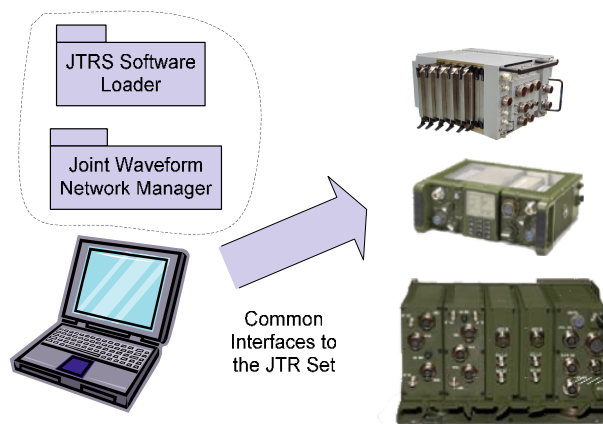 JTRS Software
Loader
Joint Waveform
Network Manager
Common
Interfaces to
the JTR Set